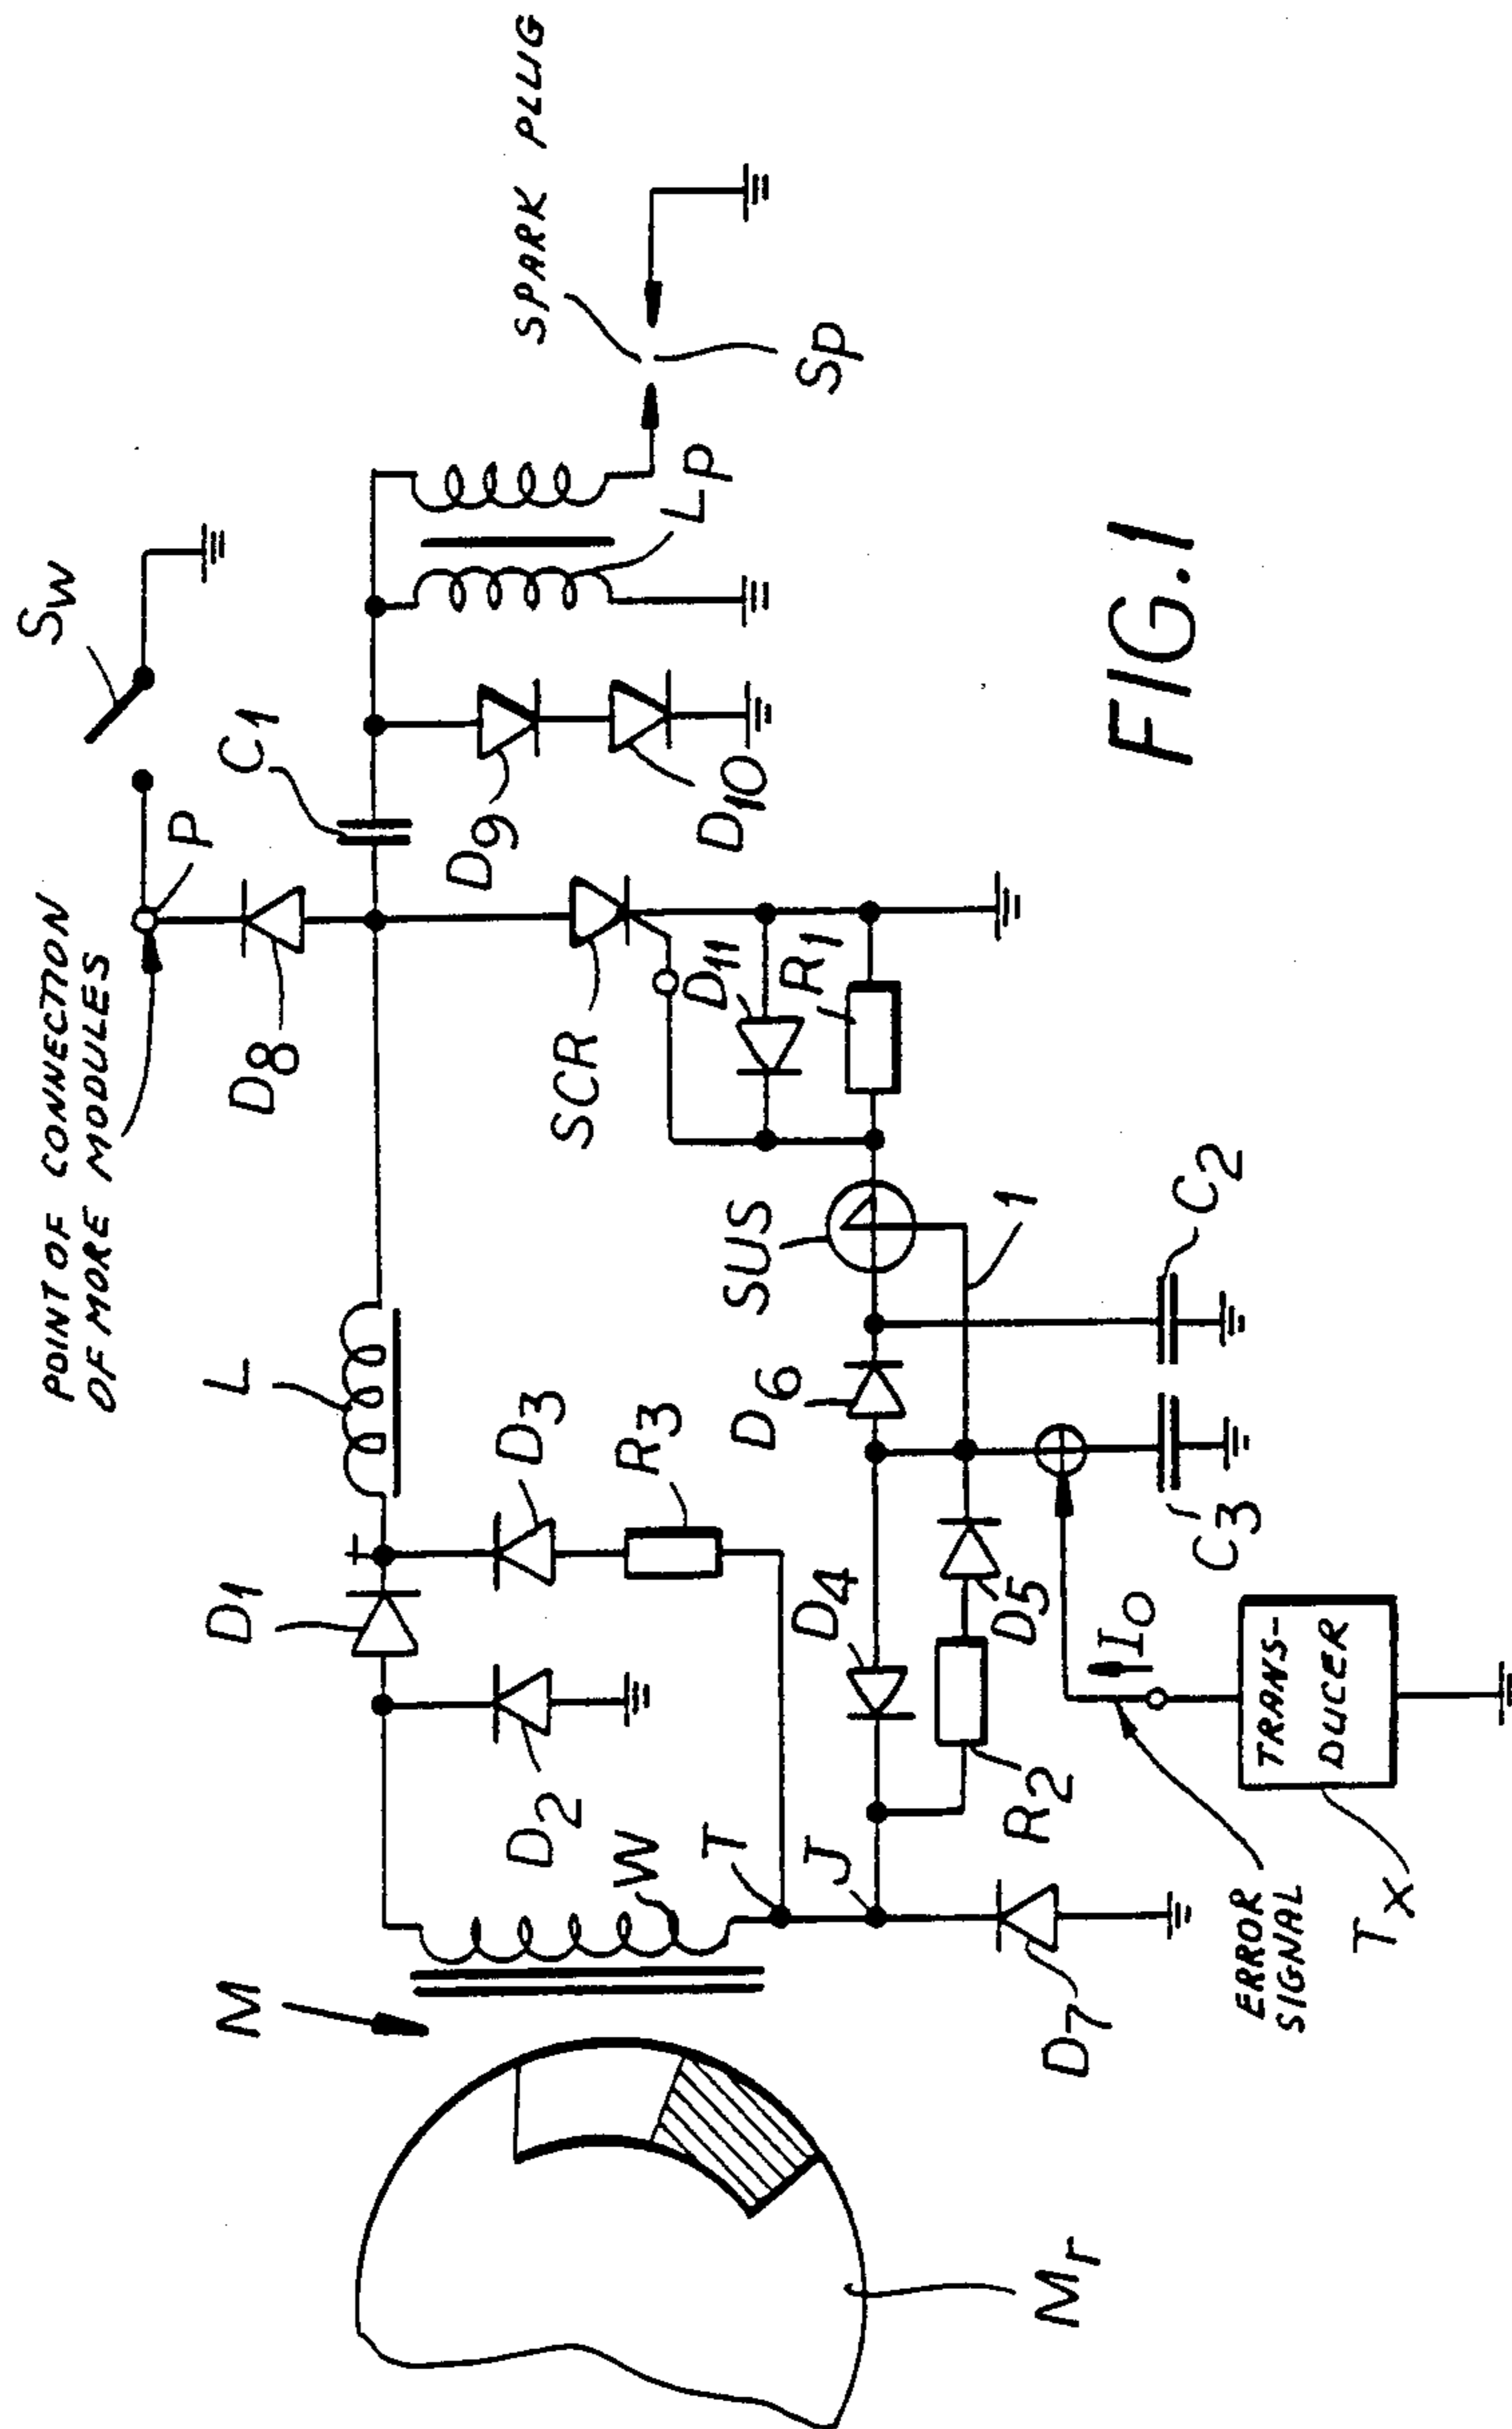 POINT OF CONNECTION
OF MORE MODULES
P
SW
D8
C1
L
D1
D2
D3
R3
M
W
T
J
Mr
D7
D4
D5
R2
D6
SUS
1
SCR
D11
R1
D9
D10
LP
SPARK PLUG
SP
C2
C3
+
I0
ERROR
SIGNAL
TRANS-
DUCER
TX
FIG.1